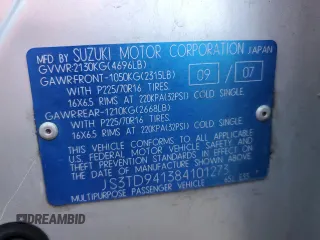 MFD BY SUZUKI MOTOR CORPORATION JAPAN
GVWR:2130KG(4696LB)
GAWR:FRONT-1050KG(2315LB) 09 / 07
WITH P225/70R16 TIRES
16X6.5 RIMS AT 220KPA(32PSI) COLD SINGLE
GAWR:REAR-1210KG(2668LB)
WITH P225/70R16 TIRES
16X6.5 RIMS AT 220KPA(32PSI) COLD SINGLE
THIS VEHICLE CONFORMS TO ALL APPLICABLE
U.S. FEDERAL MOTOR VEHICLE SAFETY AND
THEFT PREVENTION STANDARDS IN EFFECT
ON THE DATE OF MANUFACTURE SHOWN ABOVE.
JS3TD941384101273
MULTIPURPOSE PASSENGER VEHICLE
DREAMBID